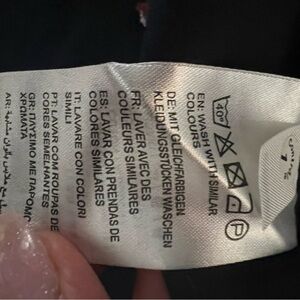 40°
P
EN: WASH WITH SIMILAR
COLOURS
DE: MIT GLEICHFARBIGEN
KLEIDUNGSSTÜCKEN WASCHEN
FR: LAVER AVEC DES
COULEURS SIMILAIRES
ES: LAVAR CON PRENDAS DE
COLORES SIMILARES
IT: LAVARE CON COLORI
SIMILI
PT: LAVAR COM ROUPAS DE
CORES SEMELHANTES
GR: ΠΛΥΣΙΜΟ ΜΕ ΠΑΡΟΜΟΙΑ
ΧΡΩΜΑΤΑ
AR: